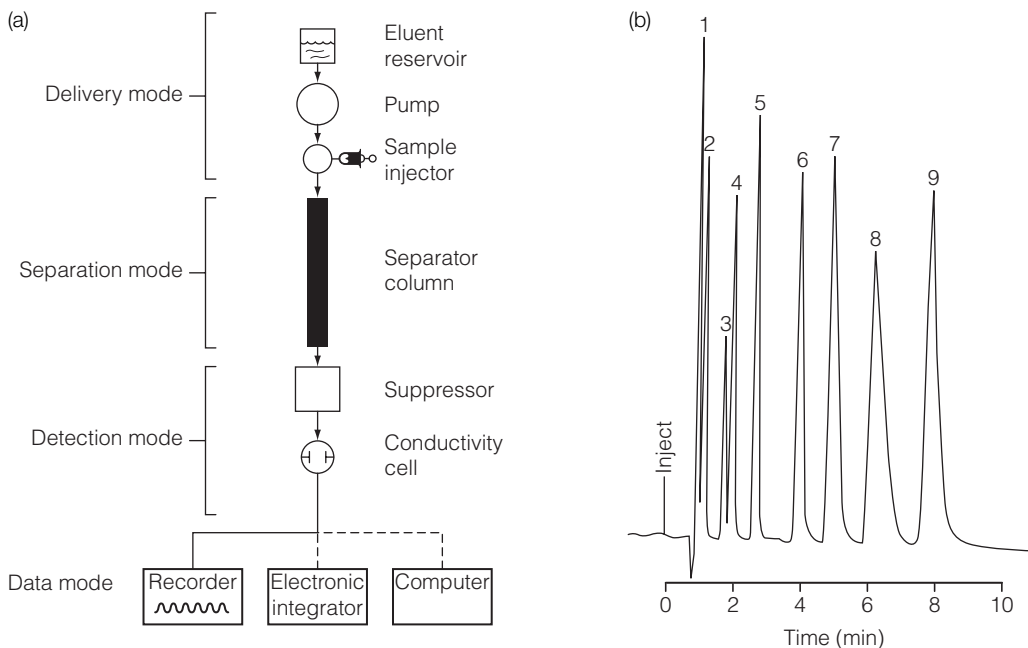 (a)
Delivery mode
Eluent
reservoir
Pump
Sample
injector
Separation mode
Separator
column
Detection mode
Suppressor
Conductivity
cell
Data mode
Recorder
Electronic
integrator
Computer
(b)
1
2
3
4
5
6
7
8
9
Inject
0 2 4 6 8 10
Time (min)